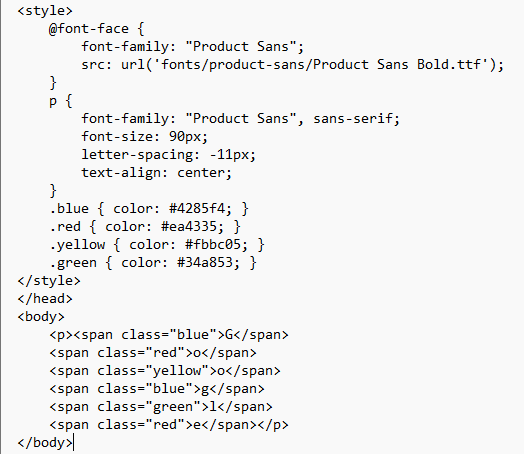 <style>
@font-face {
font-family: "Product Sans";
src: url('fonts/product-sans/Product Sans Bold.ttf');
}
p {
font-family: "Product Sans", sans-serif;
font-size: 90px;
letter-spacing: -11px;
text-align: center;
}
.blue { color: #4285f4; }
.red { color: #ea4335; }
.yellow { color: #fbbc05; }
.green { color: #34a853; }
</style>
</head>
<body>
<p><span class="blue">G</span>
<span class="red">o</span>
<span class="yellow">o</span>
<span class="blue">g</span>
<span class="green">l</span>
<span class="red">e</span></p>
</body>